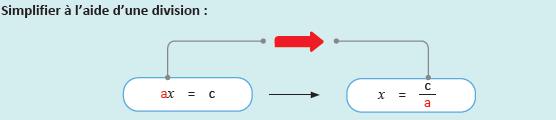 Simplifier à l’aide d’une division :
ax = c
x = c/a